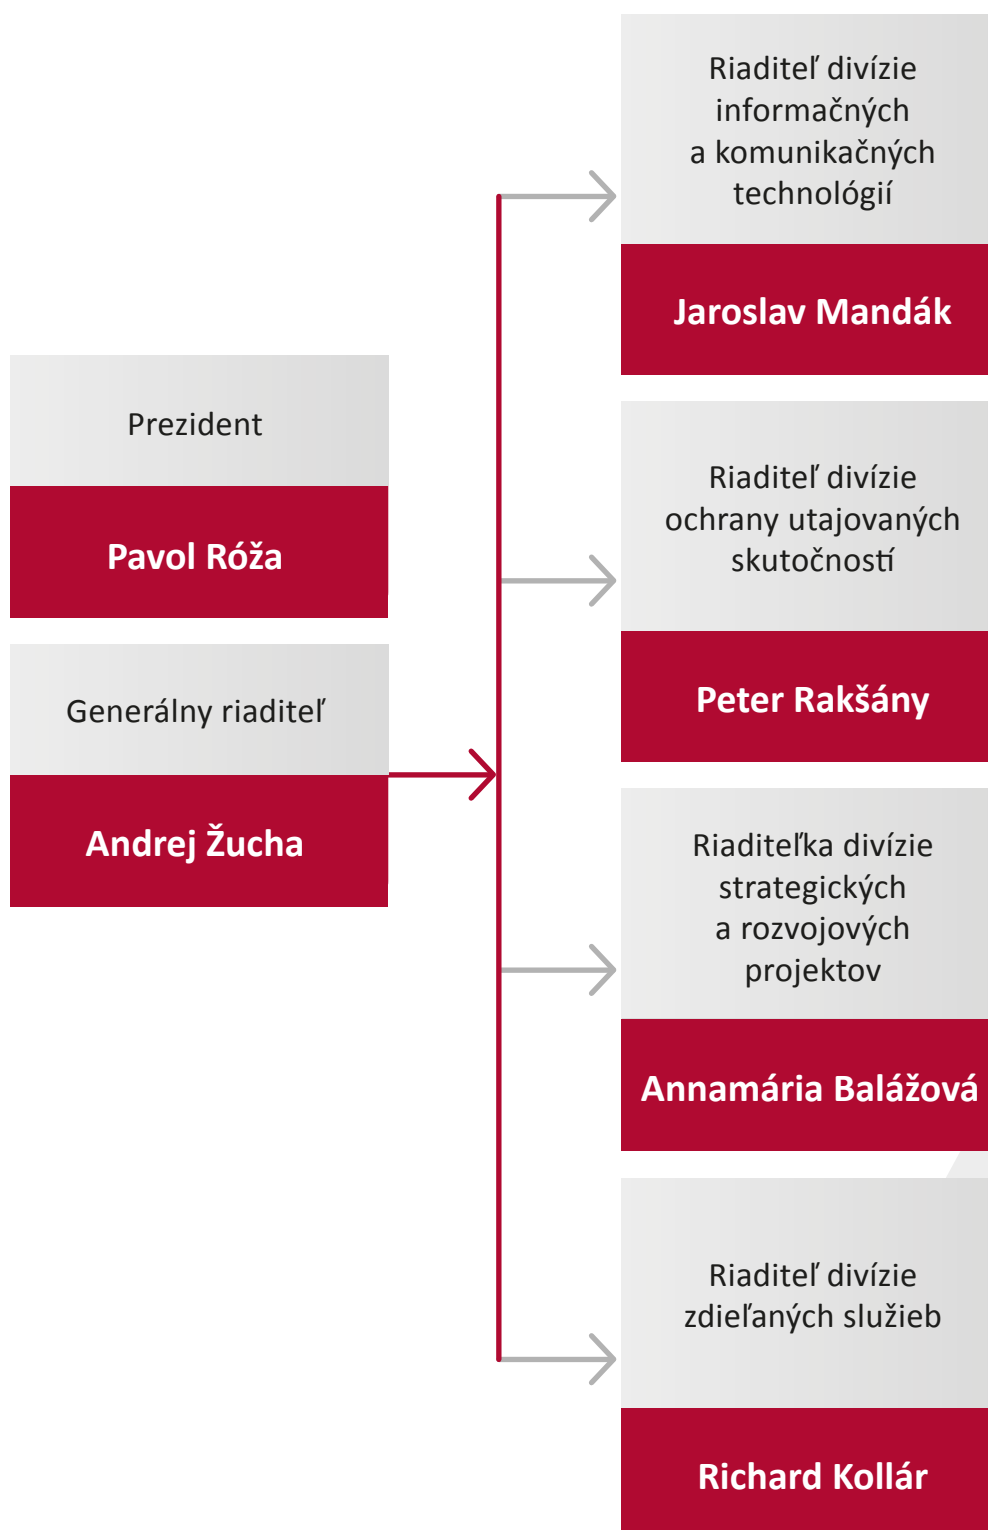 Prezident
Pavol Róža
Generálny riaditeľ
Andrej Žucha
Riaditeľ divízie
informačných
a komunikačných
technológií
Jaroslav Mandák
Riaditeľ divízie
ochrany utajovaných
skutočností
Peter Rakšány
Riaditeľka divízie
strategických
a rozvojových
projektov
Annamária Balážová
Riaditeľ divízie
zdieľaných služieb
Richard Kollár